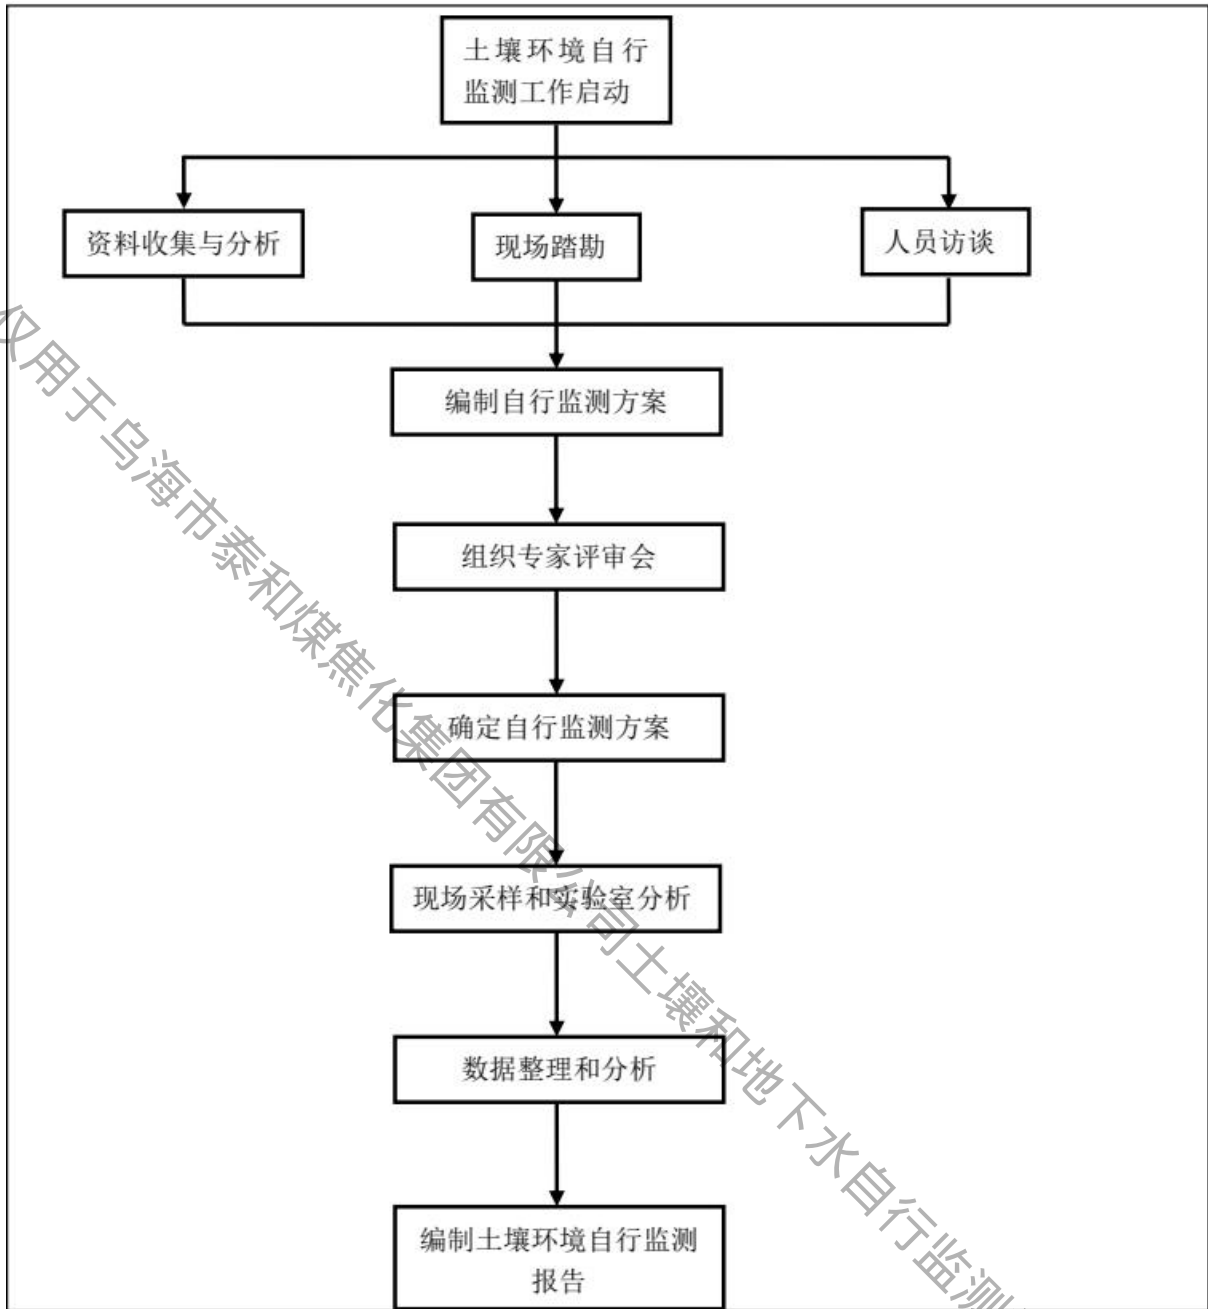 土壤环境自行
监测工作启动
资料收集与分析
现场踏勘
人员访谈
编制自行监测方案
组织专家评审会
确定自行监测方案
现场采样和实验室分析
数据整理和分析
编制土壤环境自行监测
报告
仅用于乌海市泰和煤焦化集团有限公司土壤和地下水自行监测